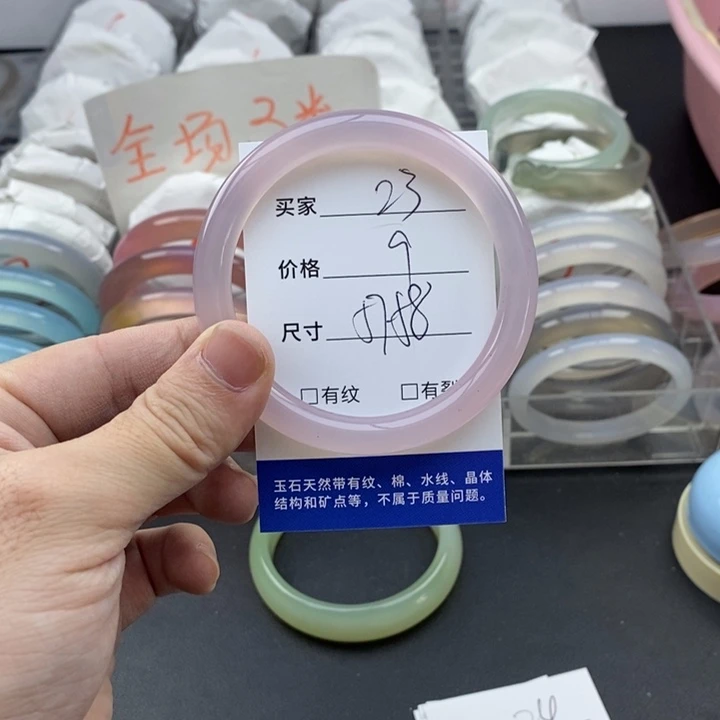 全场
买家 23
价格 9
尺寸 57/58
□有纹 □有裂
玉石天然带有纹、棉、水线、晶体
结构和矿点等，不属于质量问题。